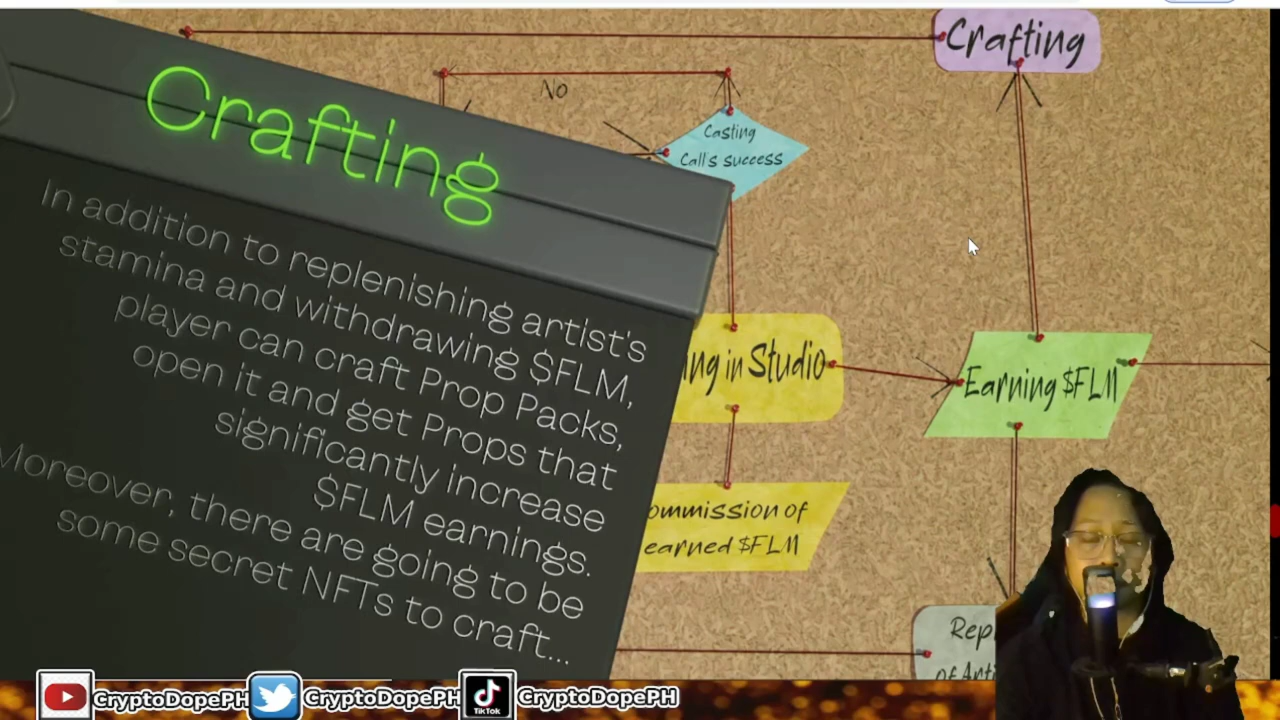 Crafting
In addition to replenishing artist's
stamina and withdrawing $FLM,
player can craft Prop Packs,
open it and get Props that
significantly increase
$FLM earnings.
Moreover, there are going to be
some secret NFTs to craft...
Crafting
No
Casting
Call's success
in Studio
Earning $FLM
earned $FLM
CryptoDopePH
CryptoDopePH
TikTok
CryptoDopePH